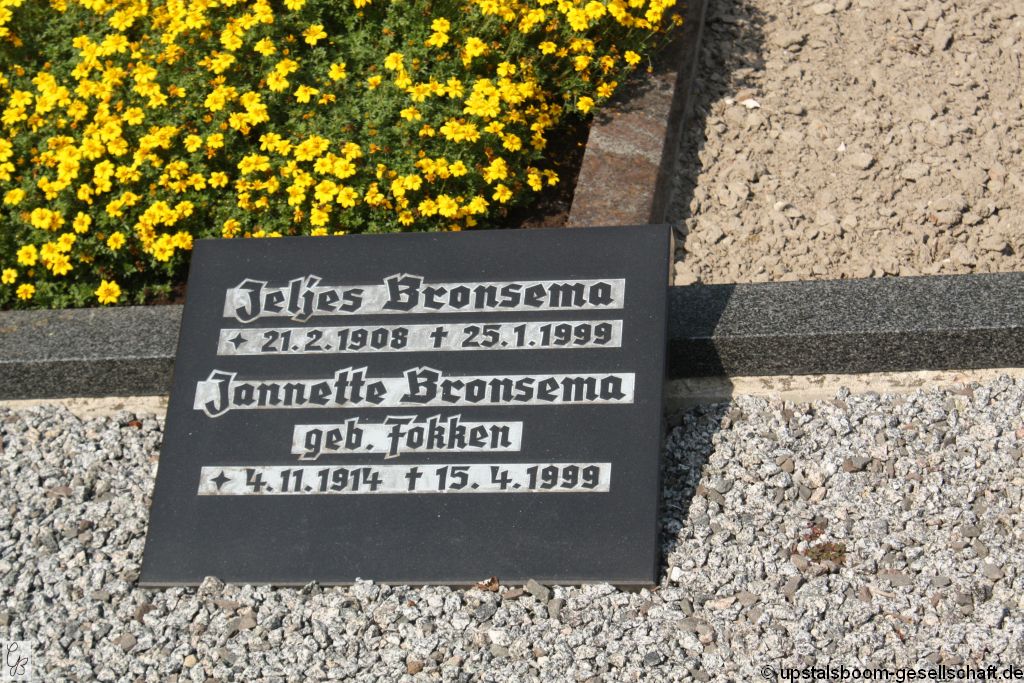 Jeljes Bronsema
✦ 21.2.1908 ✝ 25.1.1999
Jannette Bronsema
geb. Fokken
✦ 4.11.1914 ✝ 15.4.1999
© upstalsboom-gesellschaft.de